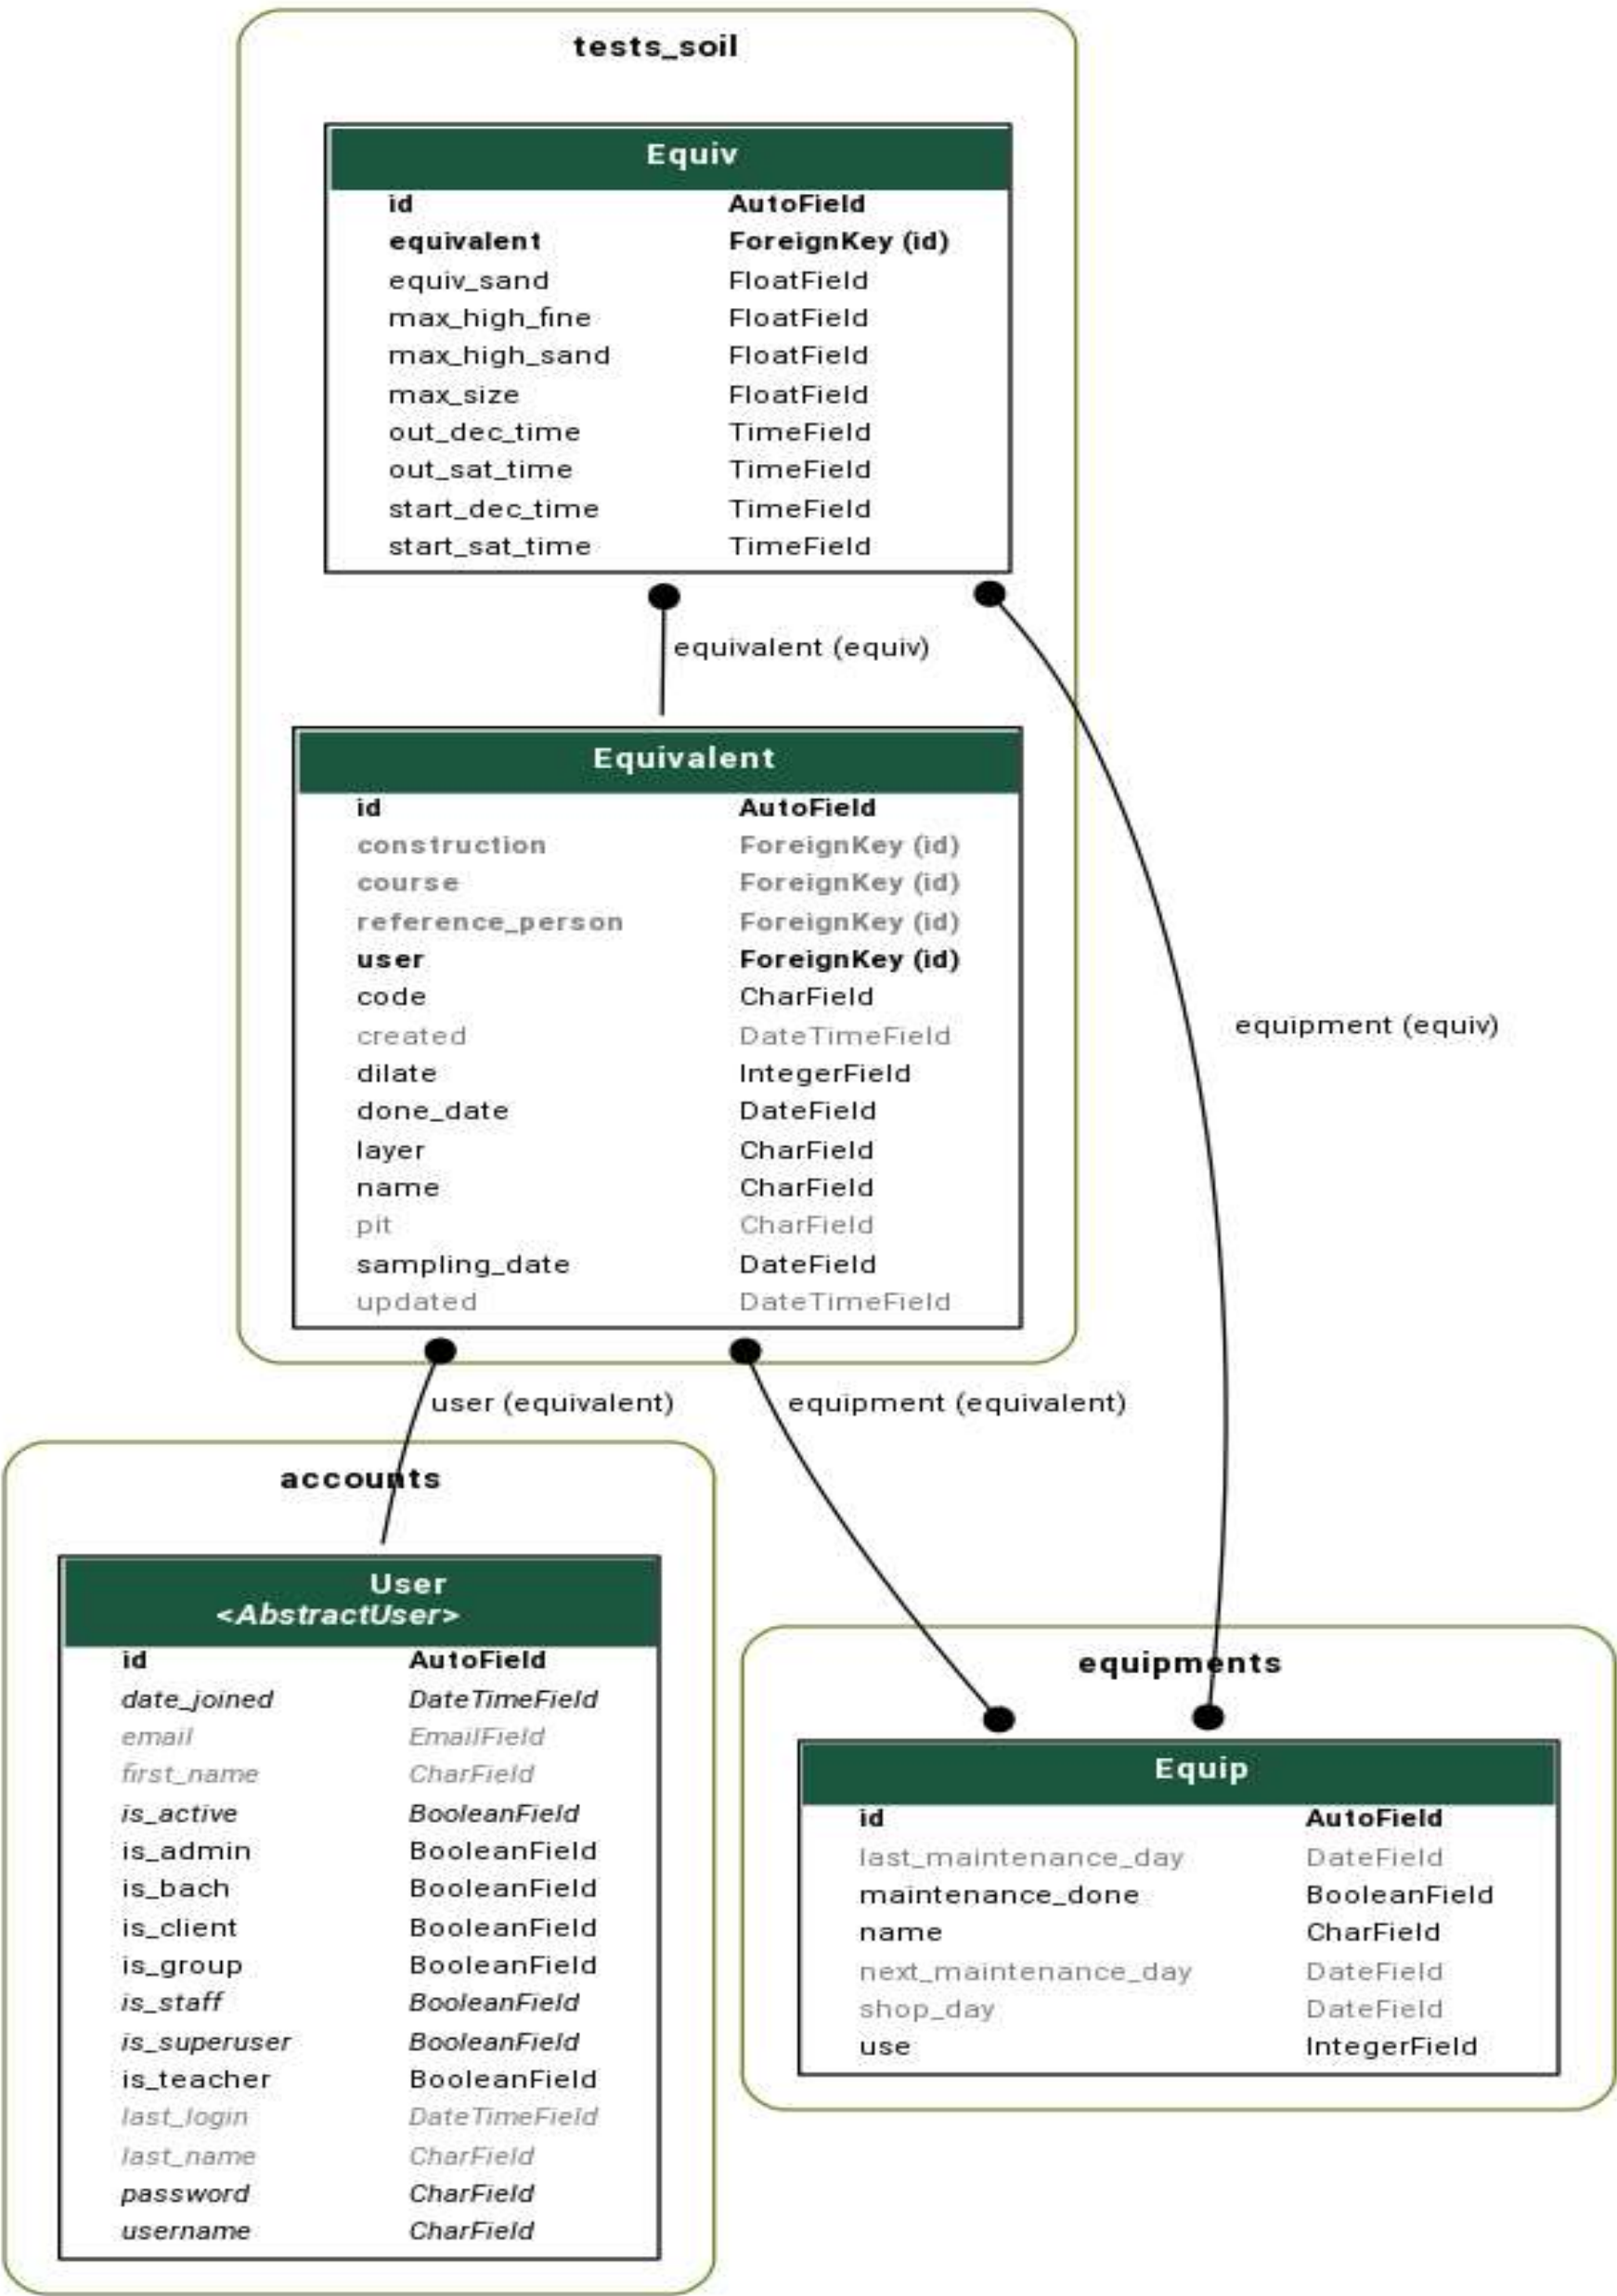 tests_soil
Equiv
id AutoField
equivalent ForeignKey (id)
equiv_sand FloatField
max_high_fine FloatField
max_high_sand FloatField
max_size FloatField
out_dec_time TimeField
out_sat_time TimeField
start_dec_time TimeField
start_sat_time TimeField
equivalent (equiv)
Equivalent
id AutoField
construction ForeignKey (id)
course ForeignKey (id)
reference_person ForeignKey (id)
user ForeignKey (id)
code CharField
created DateTimeField
dilate IntegerField
done_date DateField
layer CharField
name CharField
pit CharField
sampling_date DateField
updated DateTimeField
equipment (equiv)
user (equivalent)
equipment (equivalent)
accounts
User
<AbstractUser>
id AutoField
date_joined DateTimeField
email EmailField
first_name CharField
is_active BooleanField
is_admin BooleanField
is_bach BooleanField
is_client BooleanField
is_group BooleanField
is_staff BooleanField
is_superuser BooleanField
is_teacher BooleanField
last_login DateTimeField
last_name CharField
password CharField
username CharField
equipments
Equip
id AutoField
last_maintenance_day DateField
maintenance_done BooleanField
name CharField
next_maintenance_day DateField
shop_day DateField
use IntegerField